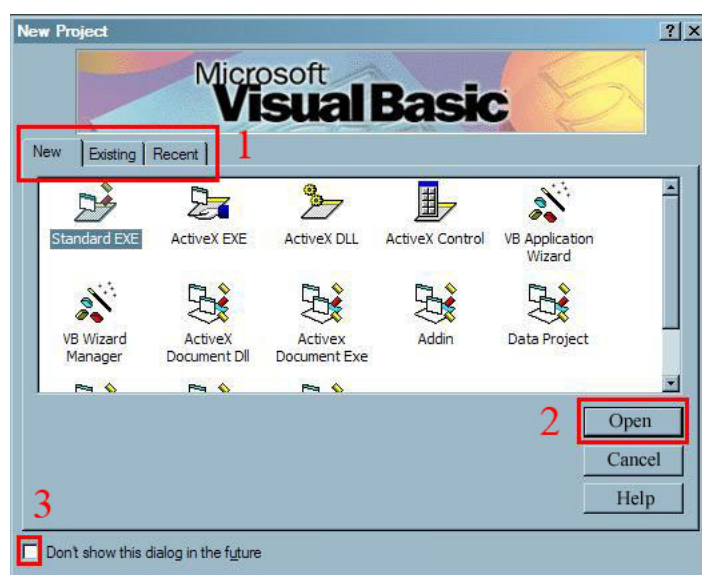 New Project
Microsoft
Visual Basic
New Existing Recent 1
Standard EXE ActiveX EXE ActiveX DLL ActiveX Control VB Application Wizard
VB Wizard Manager ActiveX Document Dll Activex Document Exe Addin Data Project
2 Open
Cancel
Help
3
Don't show this dialog in the future